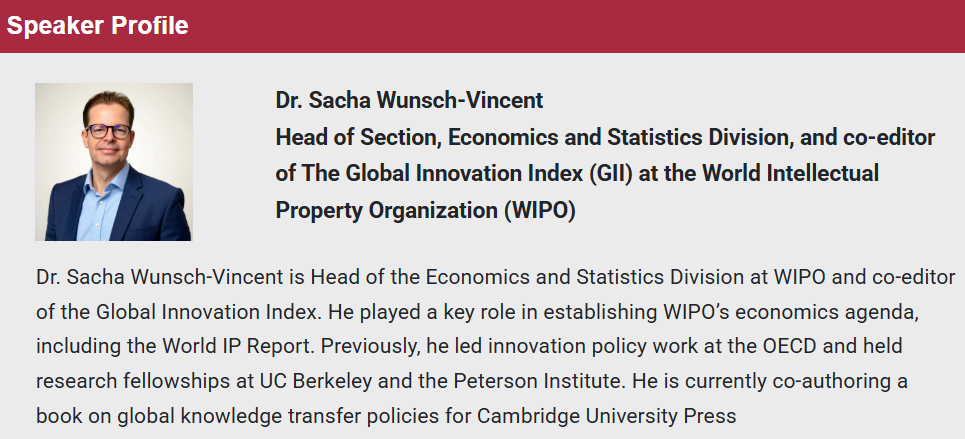 Speaker Profile
Dr. Sacha Wunsch-Vincent
Head of Section, Economics and Statistics Division, and co-editor
of The Global Innovation Index (GII) at the World Intellectual
Property Organization (WIPO)
Dr. Sacha Wunsch-Vincent is Head of the Economics and Statistics Division at WIPO and co-editor
of the Global Innovation Index. He played a key role in establishing WIPO’s economics agenda,
including the World IP Report. Previously, he led innovation policy work at the OECD and held
research fellowships at UC Berkeley and the Peterson Institute. He is currently co-authoring a
book on global knowledge transfer policies for Cambridge University Press